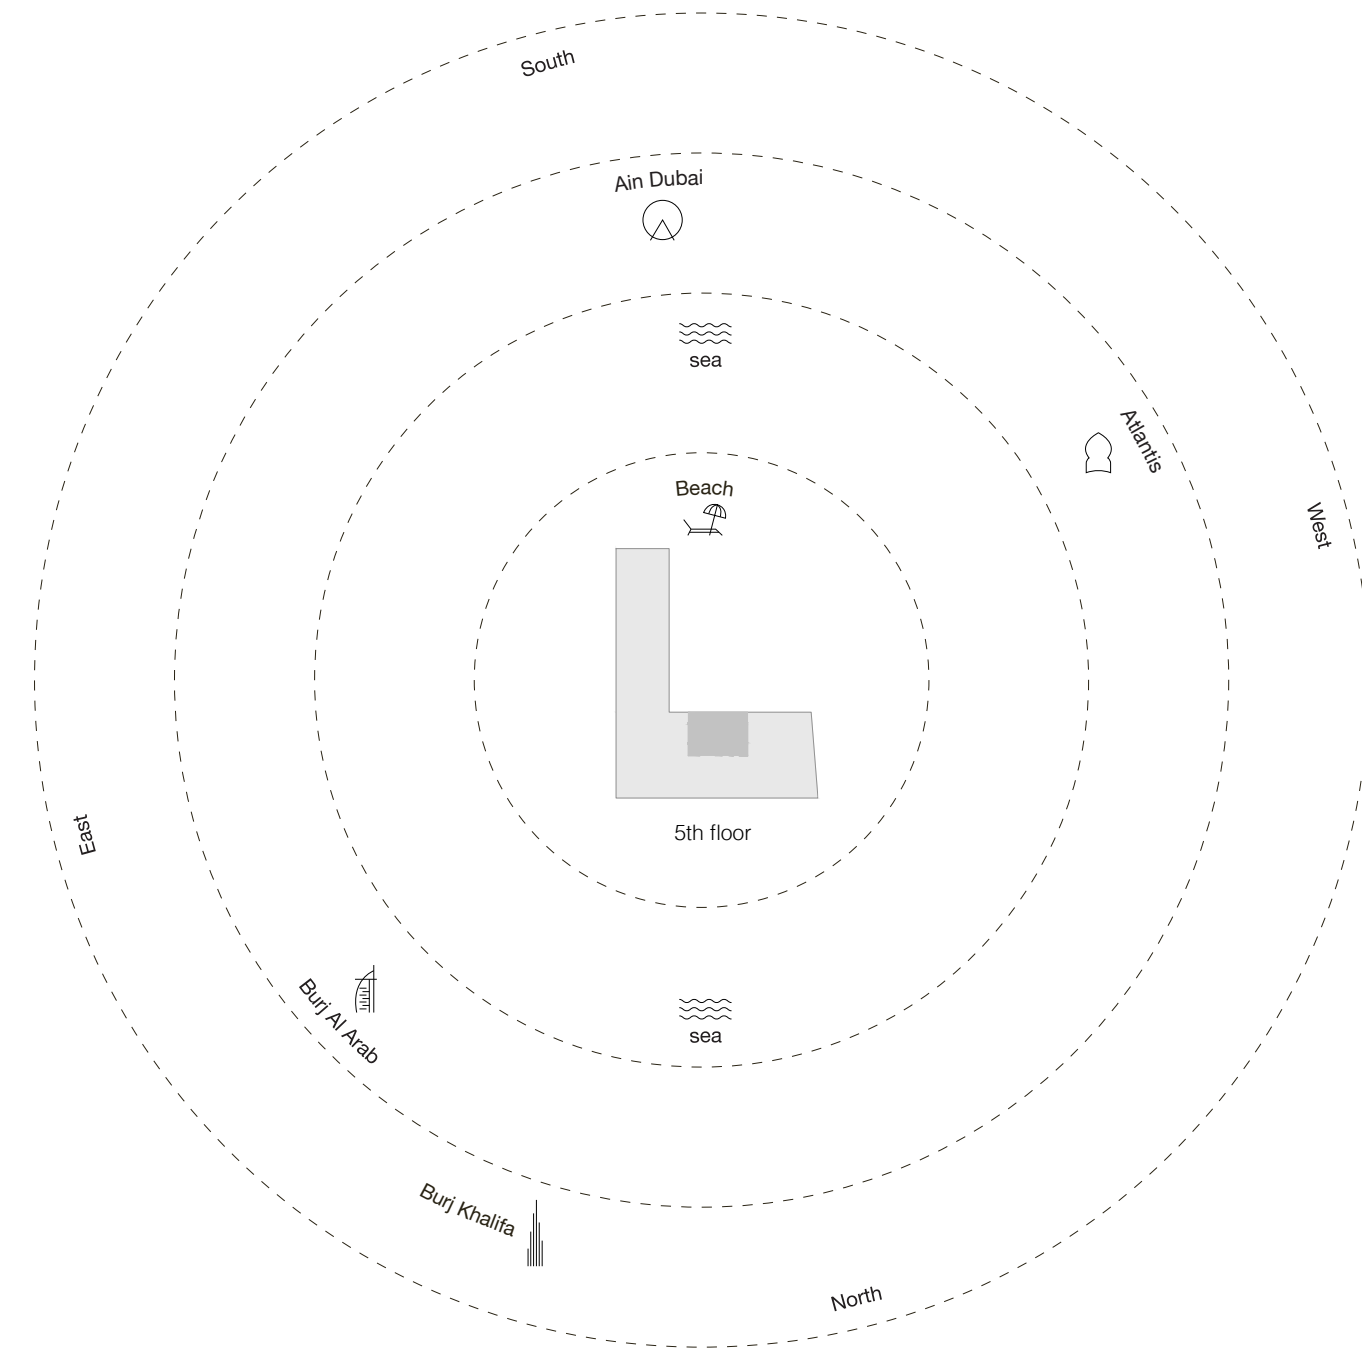 South
Ain Dubai
sea
Atlantis
Beach
West
5th floor
East
Burj Al Arab
sea
Burj Khalifa
North